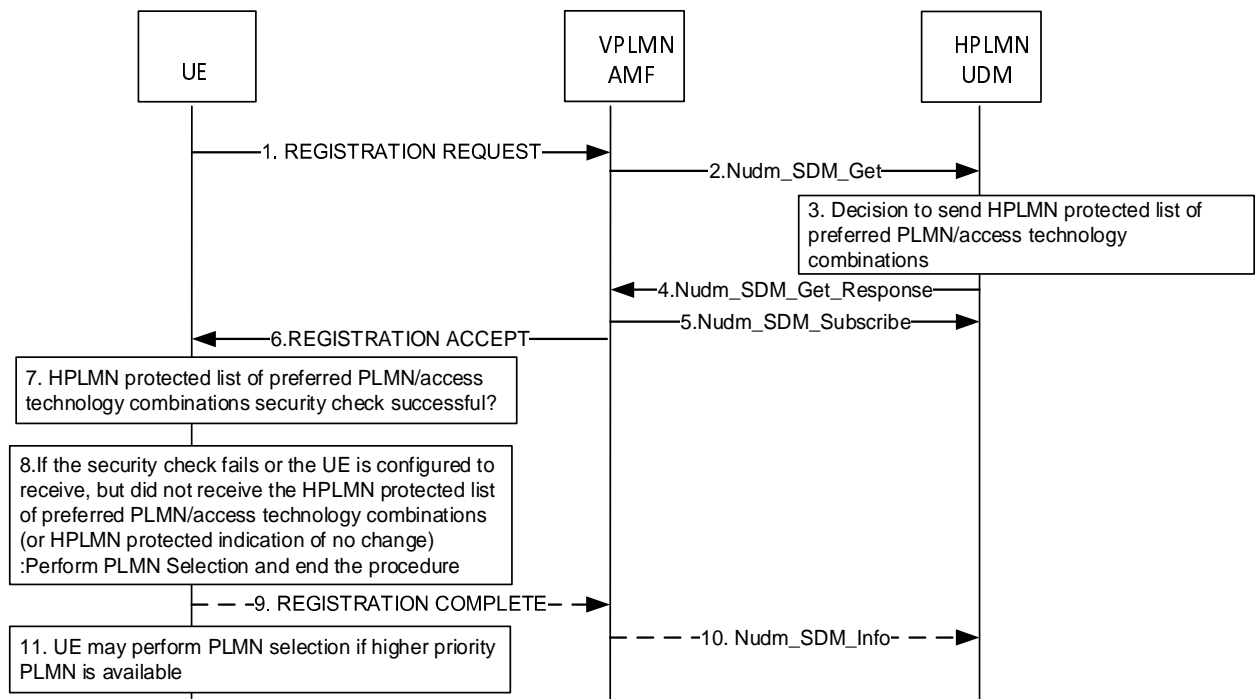 UE
VPLMN
AMF
HPLMN
UDM
1. REGISTRATION REQUEST
2.Nudm_SDM_Get
3. Decision to send HPLMN protected list of
preferred PLMN/access technology
combinations
4.Nudm_SDM_Get_Response
5.Nudm_SDM_Subscribe
6.REGISTRATION ACCEPT
7. HPLMN protected list of preferred PLMN/access
technology combinations security check successful?
8.If the security check fails or the UE is configured to
receive, but did not receive the HPLMN protected list
of preferred PLMN/access technology combinations
(or HPLMN protected indication of no change)
:Perform PLMN Selection and end the procedure
9. REGISTRATION COMPLETE
10. Nudm_SDM_Info
11. UE may perform PLMN selection if higher priority
PLMN is available